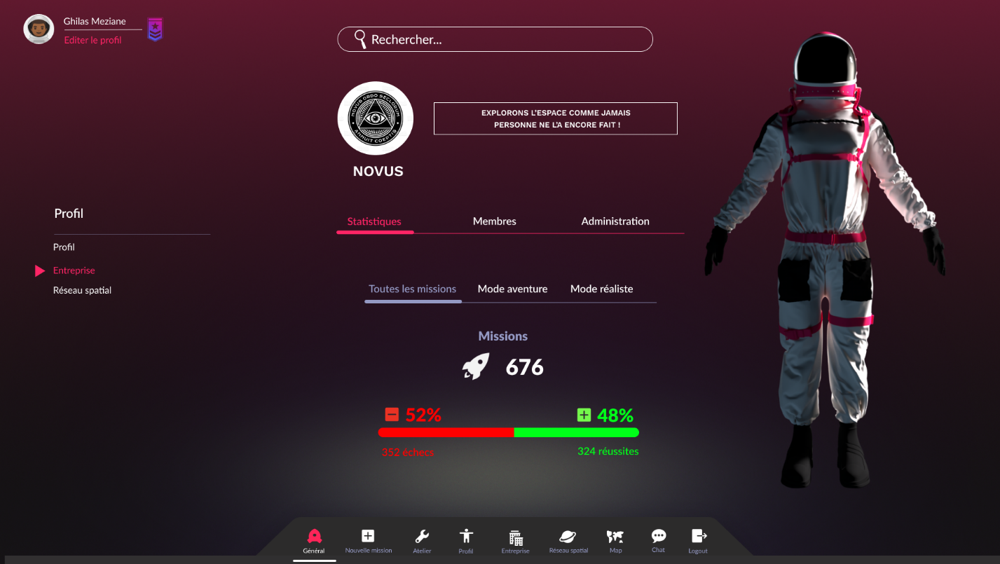 Ghilas Meziane
Editer le profil
Rechercher...
NOVUS ORDO SECLORUM
ANNUIT COEPTIS
EXPLORONS L'ESPACE COMME JAMAIS
PERSONNE NE L'A ENCORE FAIT !
NOVUS
Profil
Profil
Entreprise
Réseau spatial
Statistiques Membres Administration
Toutes les missions Mode aventure Mode réaliste
Missions
676
52% 48%
352 échecs 324 réussites
Général Nouvelle mission Atelier Profil Entreprise Réseau spatial Map Chat Logout